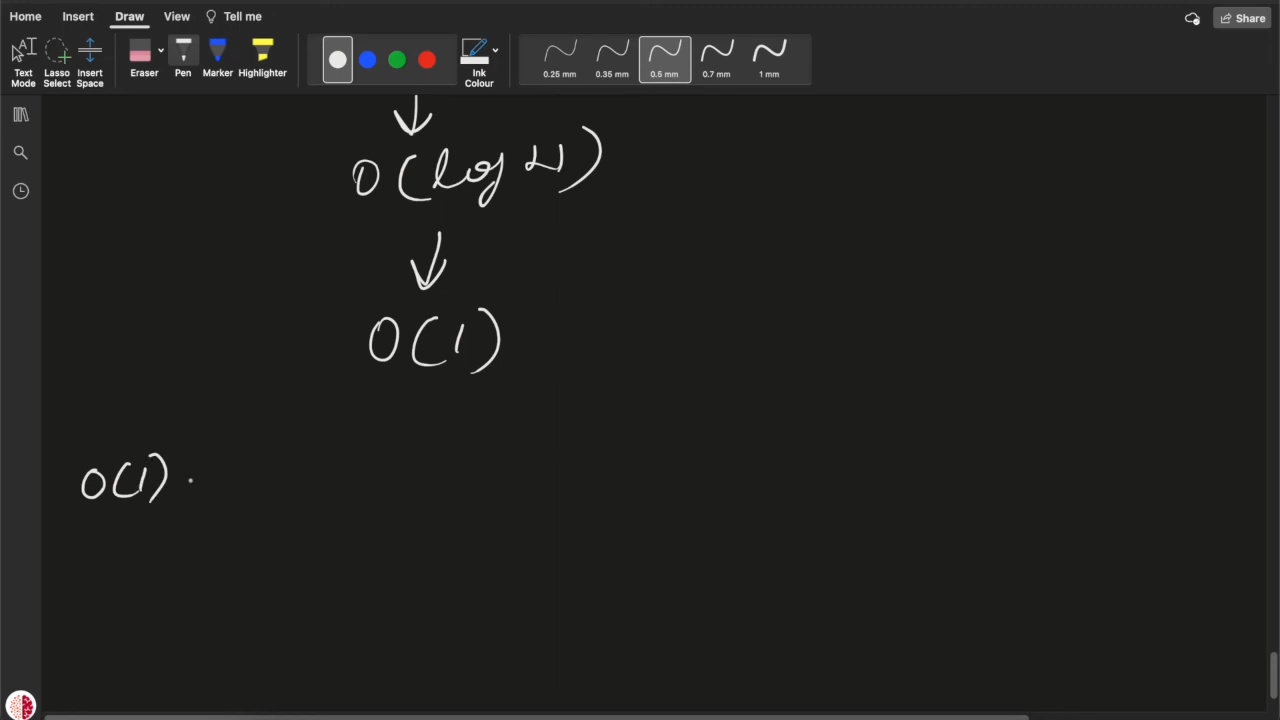 Home Insert Draw View Tell me Share
Text Mode Lasso Select Insert Space Eraser Pen Marker Highlighter Ink Colour 0.25 mm 0.35 mm 0.5 mm 0.7 mm 1 mm
↓
O(log n)
↓
O(1)
O(1) .